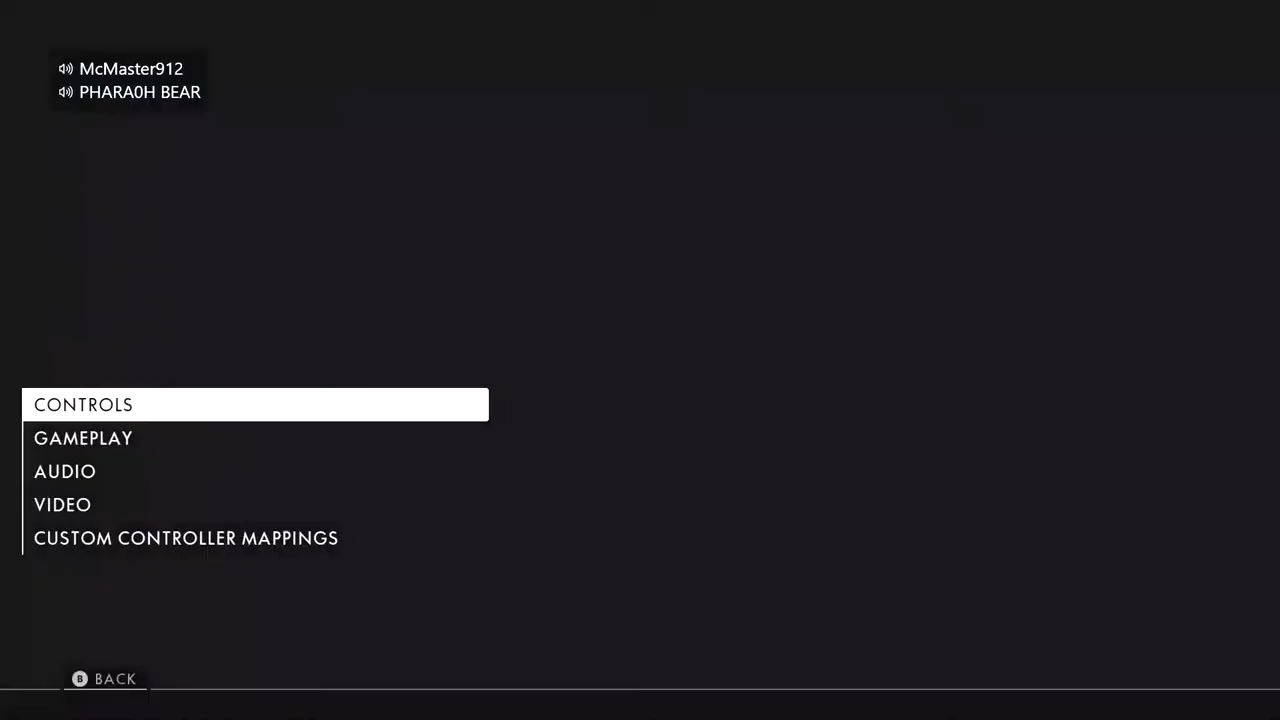 McMaster912
PHARA0H BEAR
CONTROLS
GAMEPLAY
AUDIO
VIDEO
CUSTOM CONTROLLER MAPPINGS
B BACK